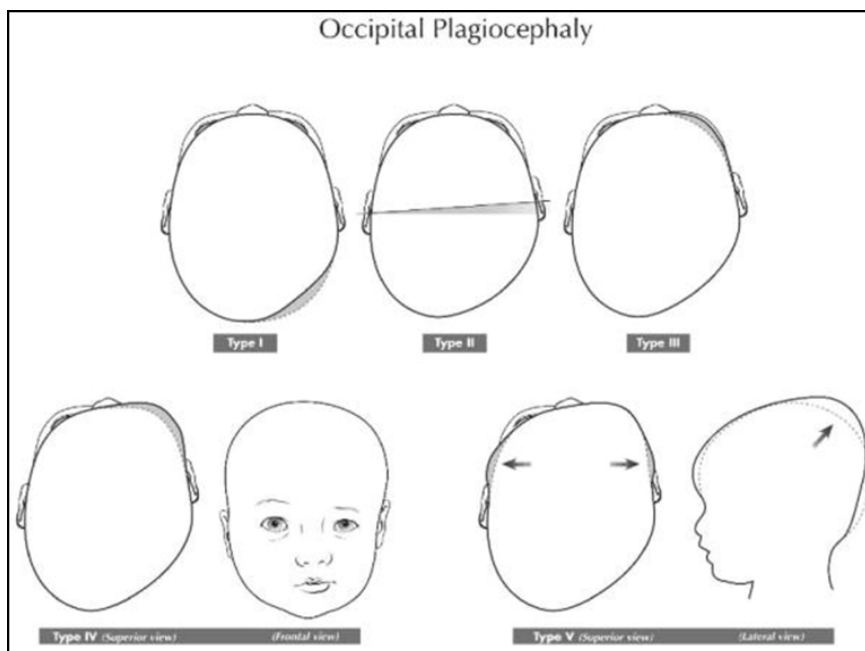 Occipital Plagiocephaly
Type I
Type II
Type III
Type IV (Superior view) (Frontal view)
Type V (Superior view) (Lateral view)